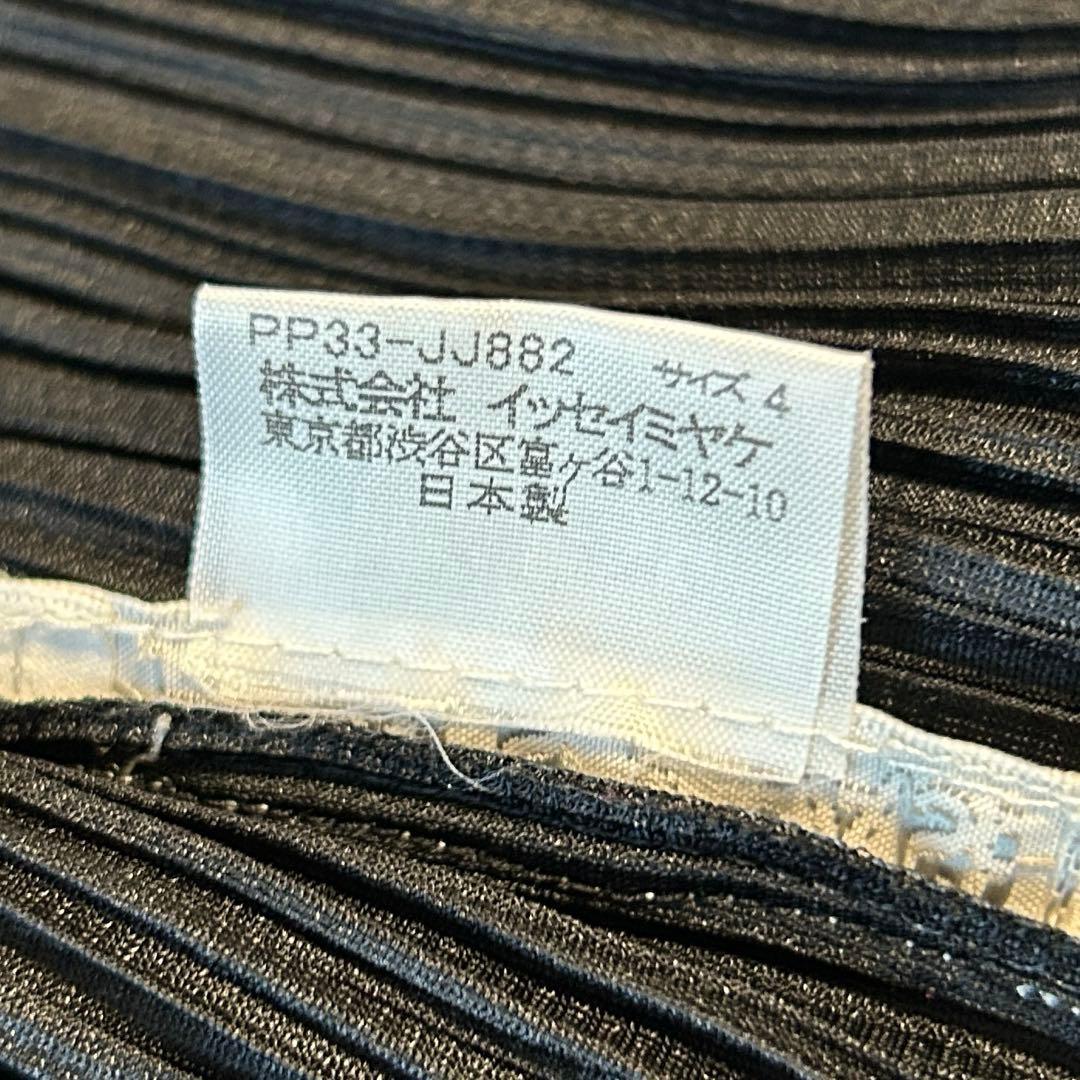 PP33-JJ882 サイズ 4
株式会社 イッセイミヤケ
東京都渋谷区富ヶ谷1-12-10
日本製